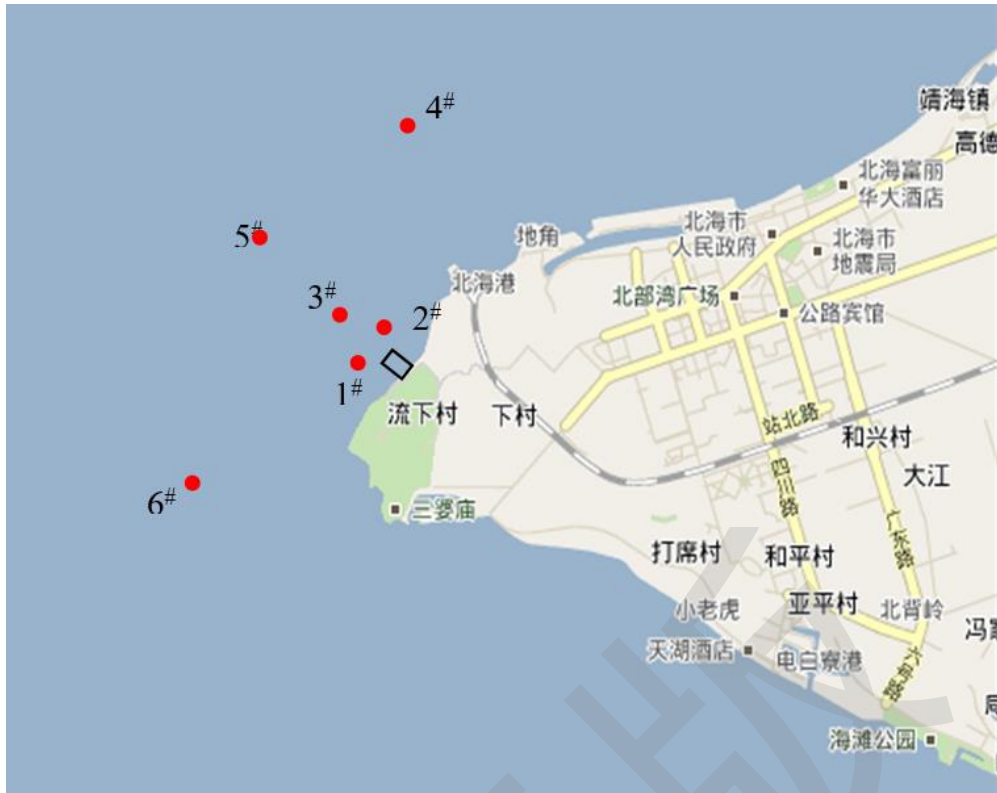 4#
靖海镇
高德
北海富丽
华大酒店
5#
地角
北海市
人民政府
北海市
地震局
北海港
3#
2#
北部湾广场
公路宾馆
1#
流下村
下村
站北路
和兴村
6#
三婆庙
四川路
大江
广东路
打席村
和平村
小老虎
亚平村
北背岭
天湖酒店
电白寮港
海滩公园